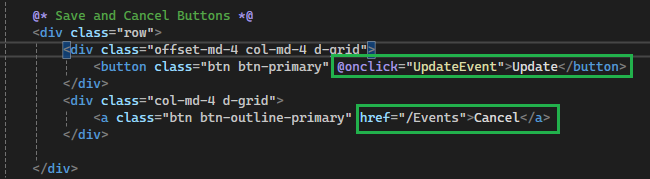 @* Save and Cancel Buttons *@
<div class="row">
<div class="offset-md-4 col-md-4 d-grid">
<button class="btn btn-primary" @onclick="UpdateEvent">Update</button>
</div>
<div class="col-md-4 d-grid">
<a class="btn btn-outline-primary" href="/Events">Cancel</a>
</div>
</div>